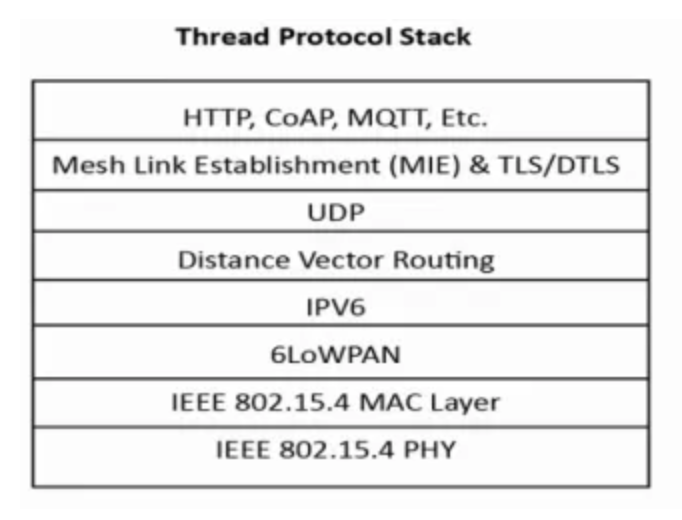 Thread Protocol Stack
HTTP, CoAP, MQTT, Etc.
Mesh Link Establishment (MIE) & TLS/DTLS
UDP
Distance Vector Routing
IPV6
6LoWPAN
IEEE 802.15.4 MAC Layer
IEEE 802.15.4 PHY